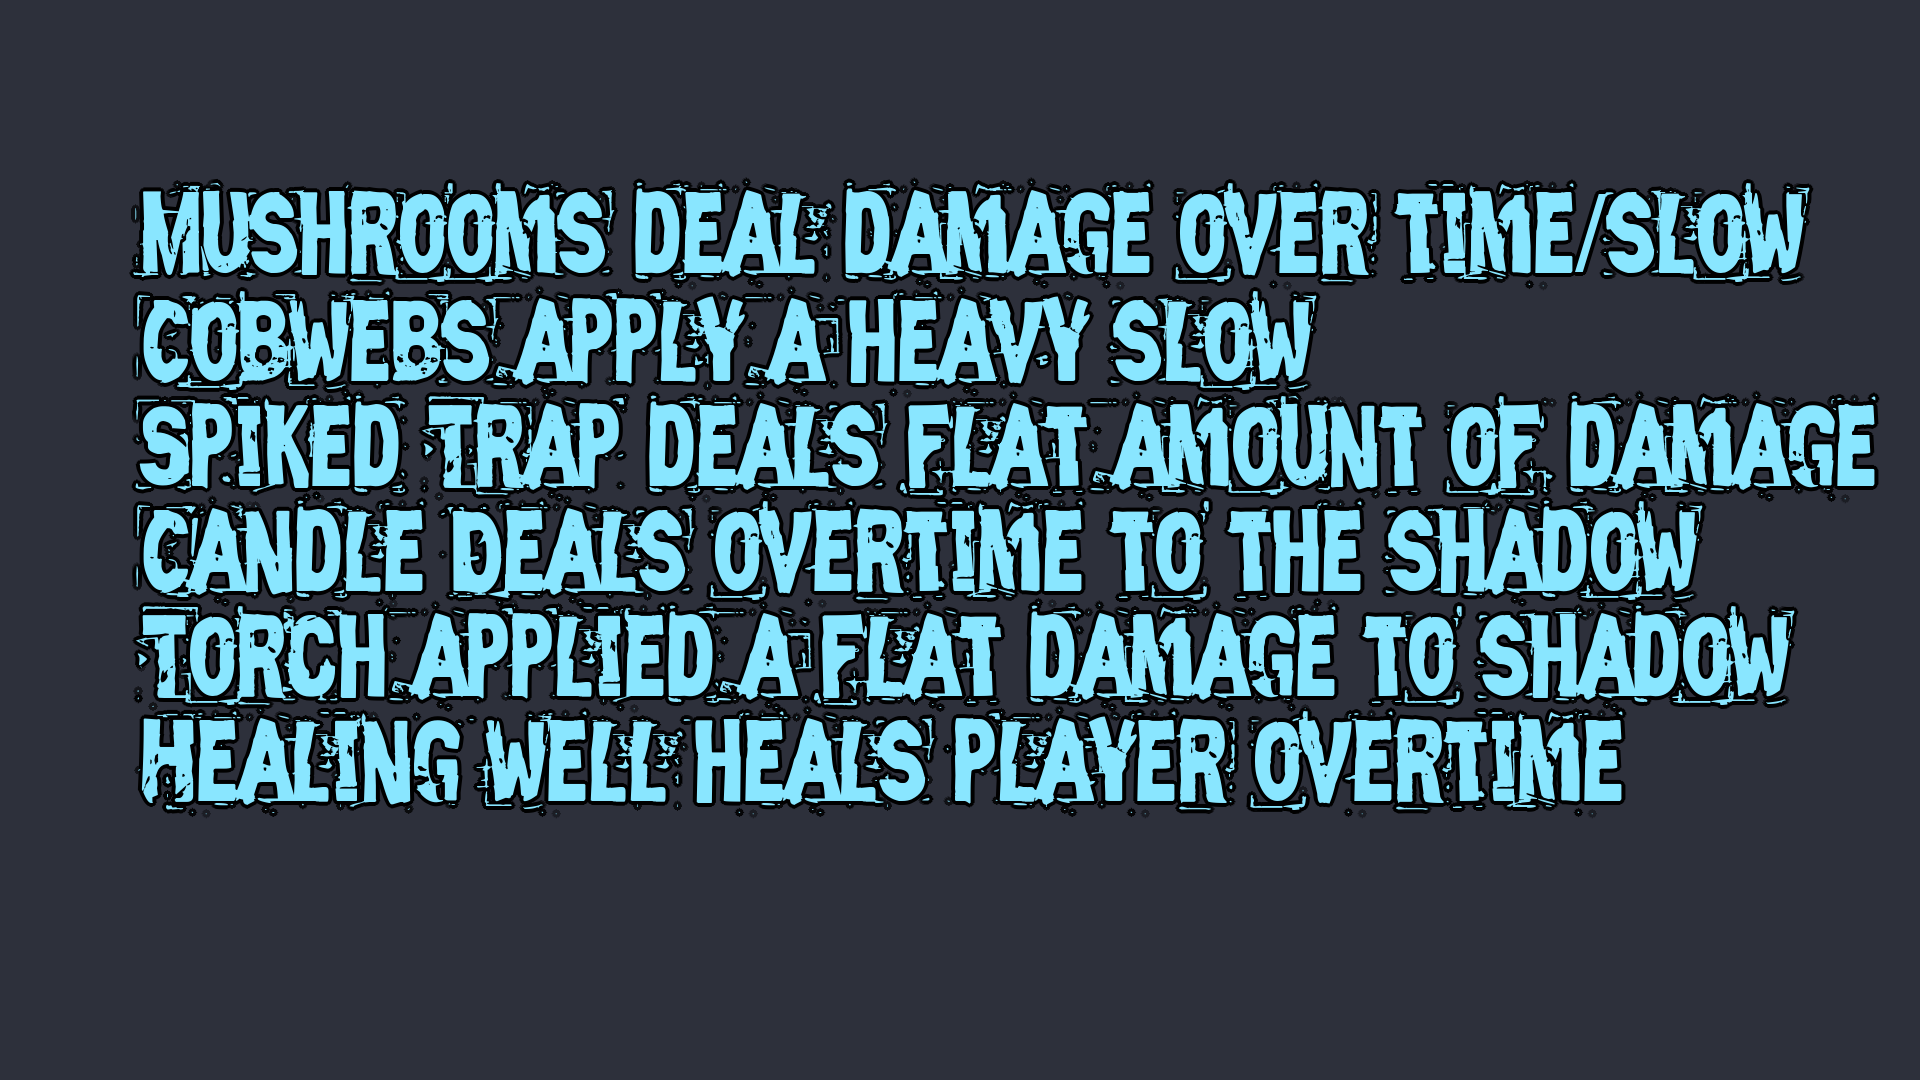 MUSHROOMS DEAL DAMAGE OVER TIME/SLOW
COBWEBS APPLY A HEAVY SLOW
SPIKED TRAP DEALS FLAT AMOUNT OF DAMAGE
CANDLE DEALS OVERTIME TO THE SHADOW
TORCH APPLIED A FLAT DAMAGE TO SHADOW
HEALING WELL HEALS PLAYER OVERTIME